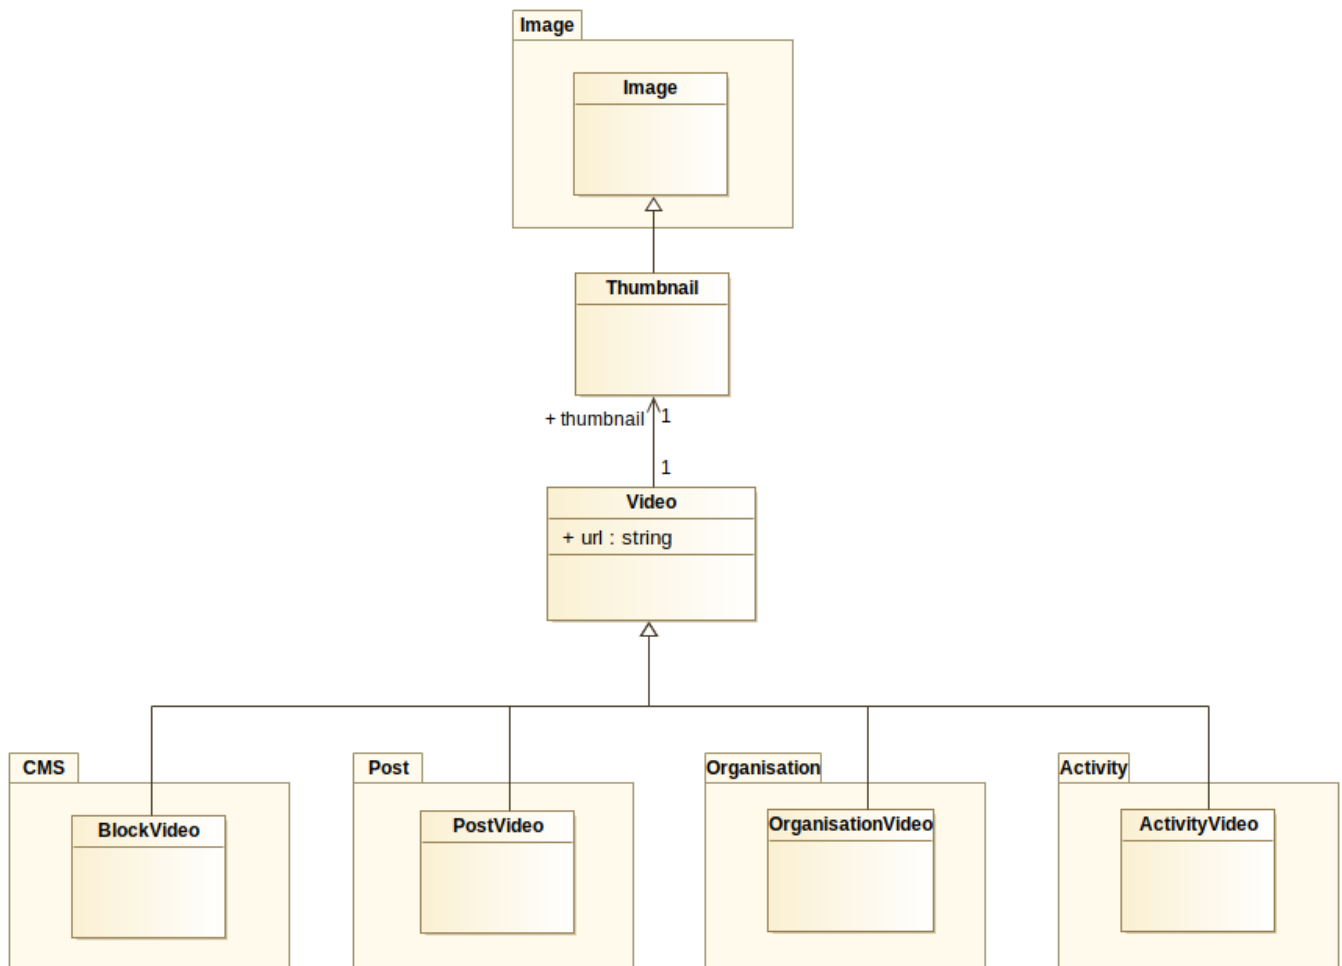 Image
Image
Thumbnail
+ thumbnail
1
1
Video
+ url : string
CMS
Post
Organisation
Activity
BlockVideo
PostVideo
OrganisationVideo
ActivityVideo